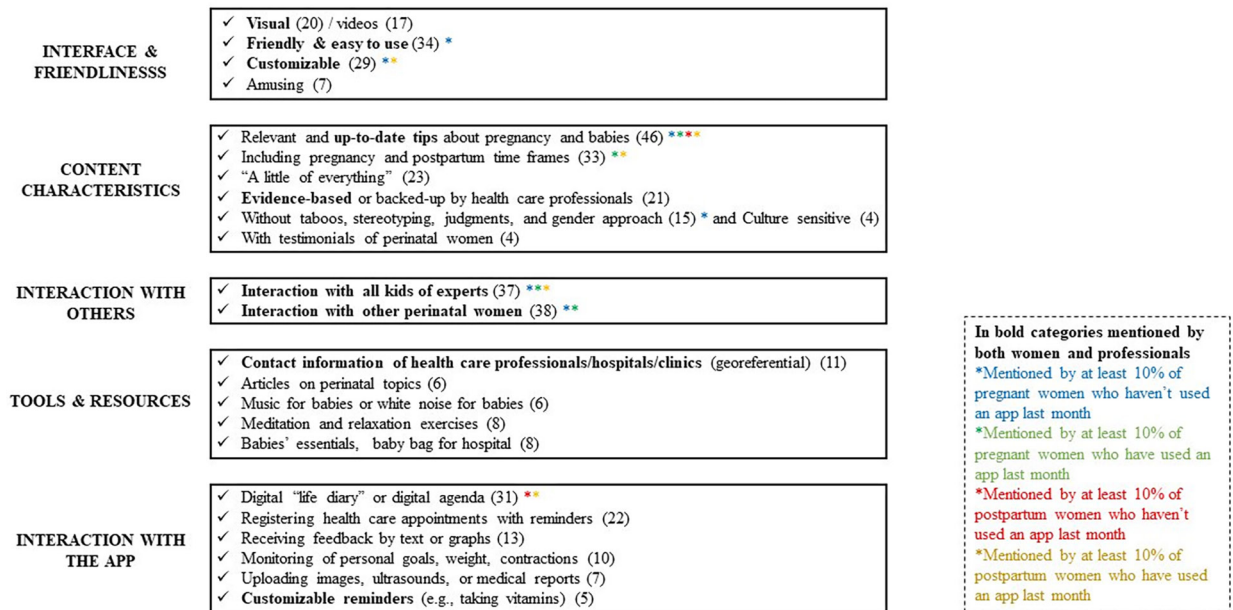 INTERFACE &
FRIENDLINESSS
✓ Visual (20) / videos (17)
✓ Friendly & easy to use (34) *
✓ Customizable (29) **
✓ Amusing (7)
CONTENT
CHARACTERISTICS
✓ Relevant and up-to-date tips about pregnancy and babies (46) ****
✓ Including pregnancy and postpartum time frames (33) **
✓ “A little of everything” (23)
✓ Evidence-based or backed-up by health care professionals (21)
✓ Without taboos, stereotyping, judgments, and gender approach (15) * and Culture sensitive (4)
✓ With testimonials of perinatal women (4)
INTERACTION WITH
OTHERS
✓ Interaction with all kids of experts (37) ***
✓ Interaction with other perinatal women (38) **
TOOLS & RESOURCES
✓ Contact information of health care professionals/hospitals/clinics (georeferential) (11)
✓ Articles on perinatal topics (6)
✓ Music for babies or white noise for babies (6)
✓ Meditation and relaxation exercises (8)
✓ Babies’ essentials, baby bag for hospital (8)
INTERACTION WITH
THE APP
✓ Digital “life diary” or digital agenda (31) **
✓ Registering health care appointments with reminders (22)
✓ Receiving feedback by text or graphs (13)
✓ Monitoring of personal goals, weight, contractions (10)
✓ Uploading images, ultrasounds, or medical reports (7)
✓ Customizable reminders (e.g., taking vitamins) (5)
In bold categories mentioned by
both women and professionals
*Mentioned by at least 10% of
pregnant women who haven’t used
an app last month
*Mentioned by at least 10% of
pregnant women who have used an
app last month
*Mentioned by at least 10% of
postpartum women who haven’t
used an app last month
*Mentioned by at least 10% of
postpartum women who have used
an app last month